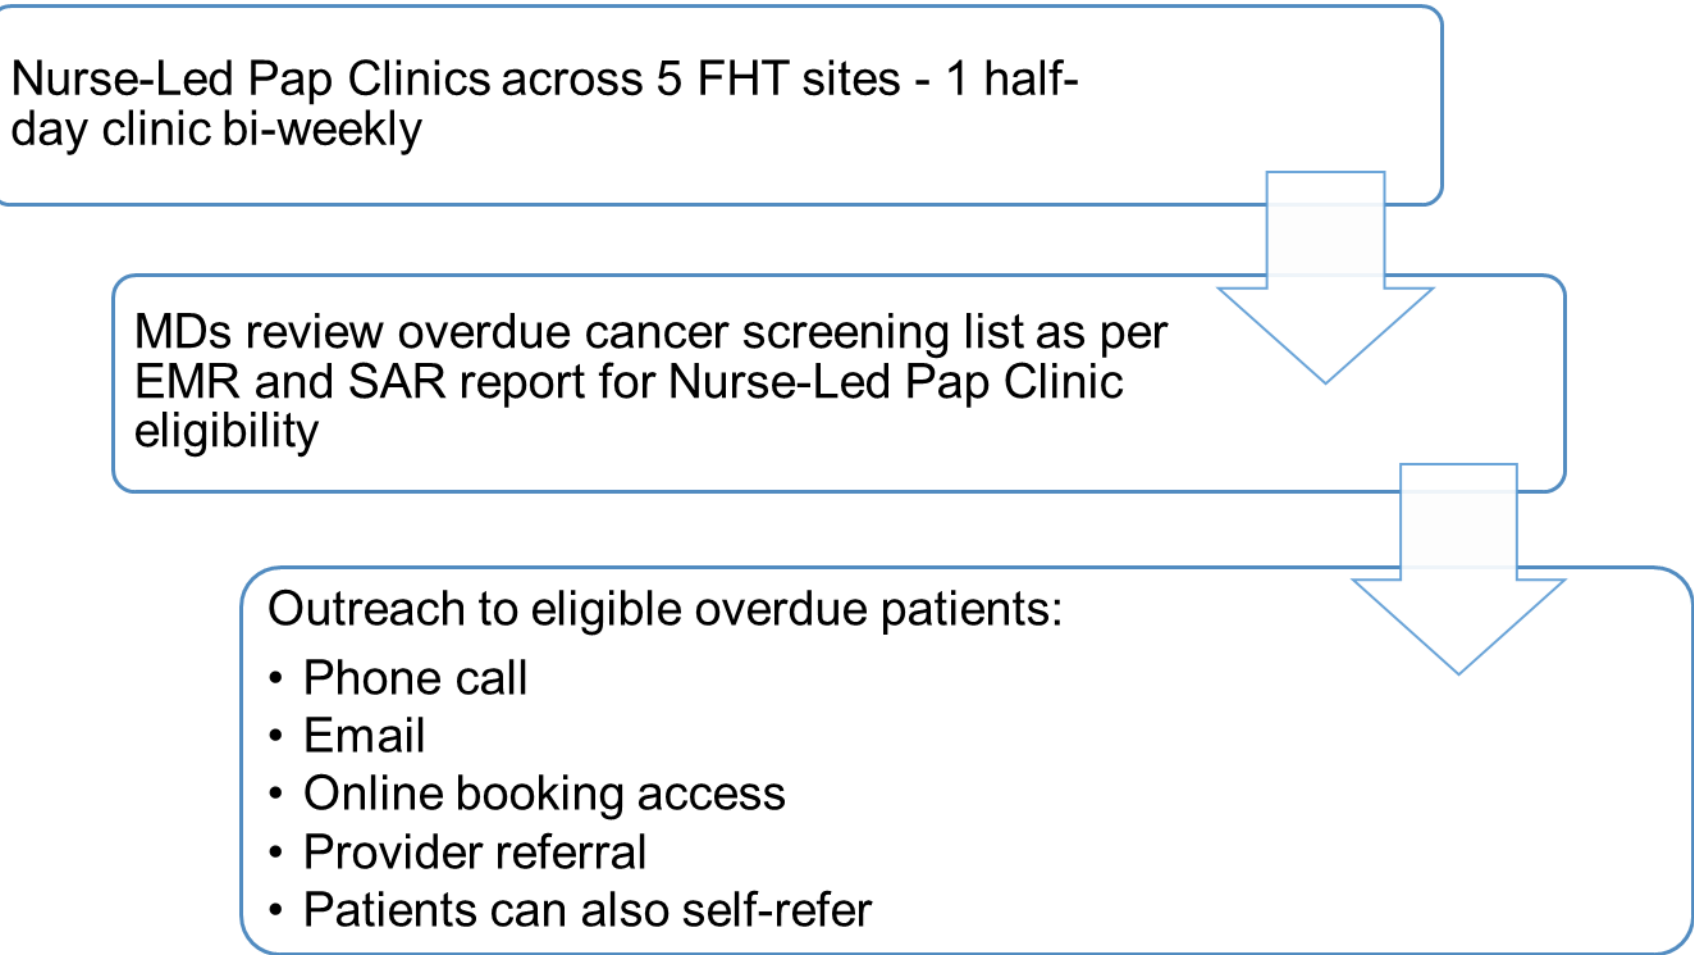 Nurse-Led Pap Clinics across 5 FHT sites - 1 half-
day clinic bi-weekly
MDs review overdue cancer screening list as per
EMR and SAR report for Nurse-Led Pap Clinic
eligibility
Outreach to eligible overdue patients:
• Phone call
• Email
• Online booking access
• Provider referral
• Patients can also self-refer